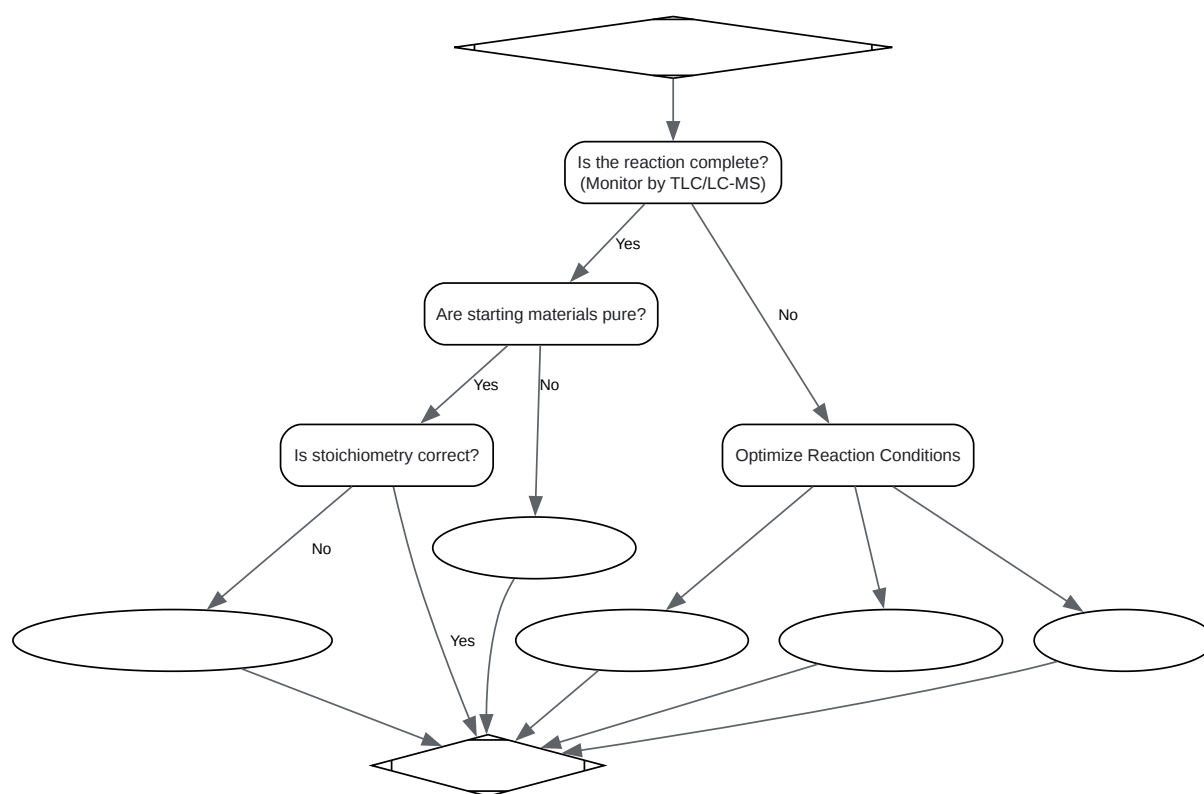 Is the reaction complete?
(Monitor by TLC/LC-MS)
Yes
Are starting materials pure?
No
Yes
No
Is stoichiometry correct?
Optimize Reaction Conditions
No
Yes